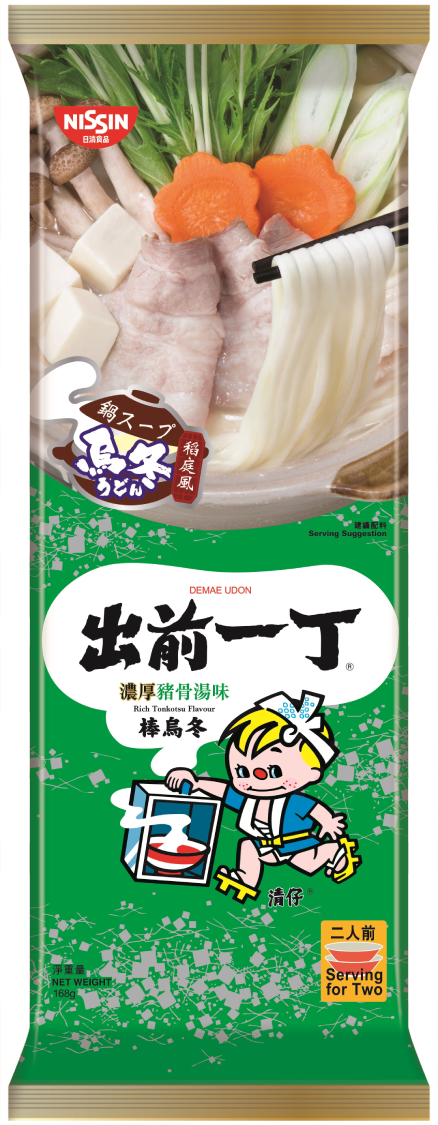 NISSIN
日清食品
鍋スープ
烏冬
うどん
稻庭風
建議配料
Serving Suggestion
DEMAE UDON
出前一丁®
濃厚豬骨湯味
Rich Tonkotsu Flavour
棒烏冬
清仔®
二人前
Serving
for Two
淨重量
NET WEIGHT
168g